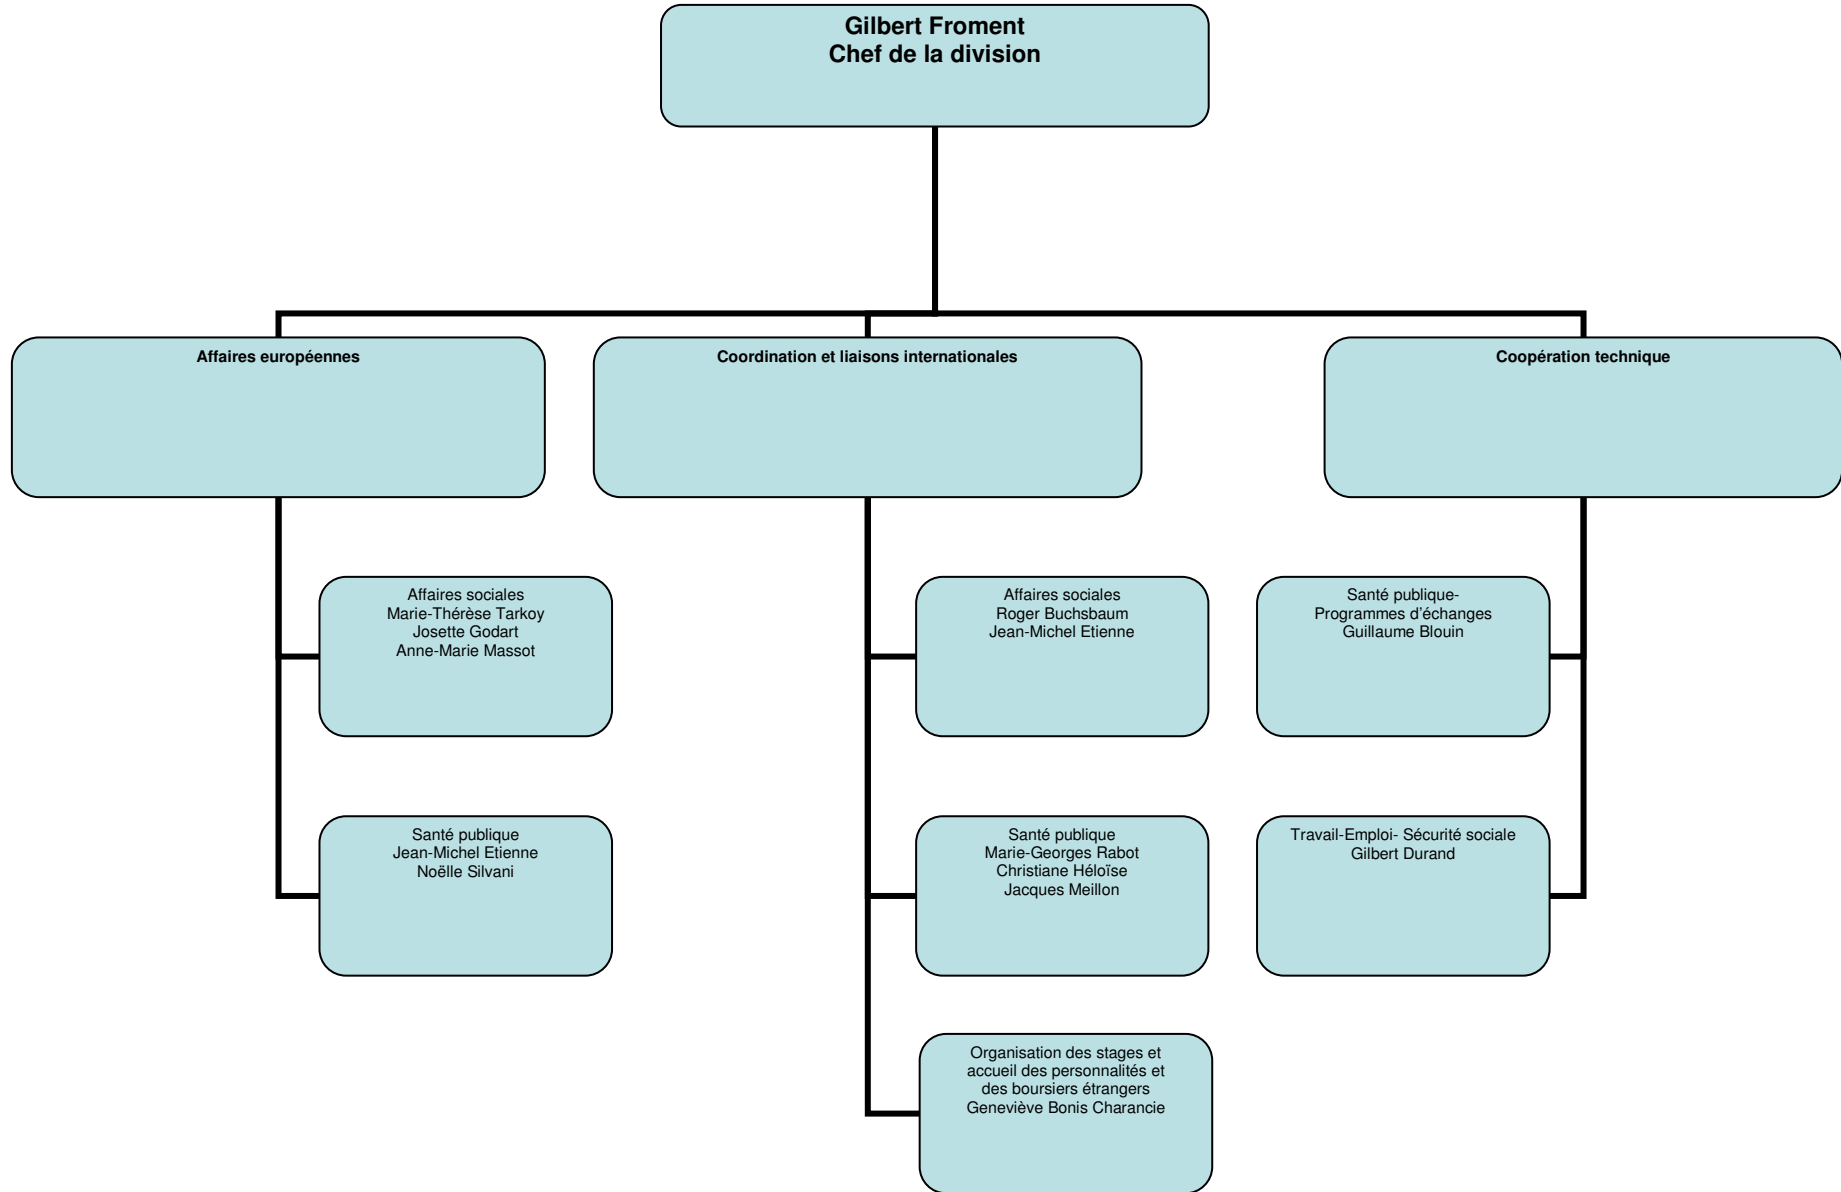 Gilbert Froment
Chef de la division
Affaires européennes
Coordination et liaisons internationales
Coopération technique
Affaires sociales
Marie-Thérèse Tarkoy
Josette Godart
Anne-Marie Massot
Affaires sociales
Roger Buchsbaum
Jean-Michel Etienne
Santé publique-
Programmes d'échanges
Guillaume Blouin
Santé publique
Jean-Michel Etienne
Noëlle Silvani
Santé publique
Marie-Georges Rabot
Christiane Héloïse
Jacques Meillon
Travail-Emploi- Sécurité sociale
Gilbert Durand
Organisation des stages et
accueil des personnalités et
des boursiers étrangers
Geneviève Bonis Charancie